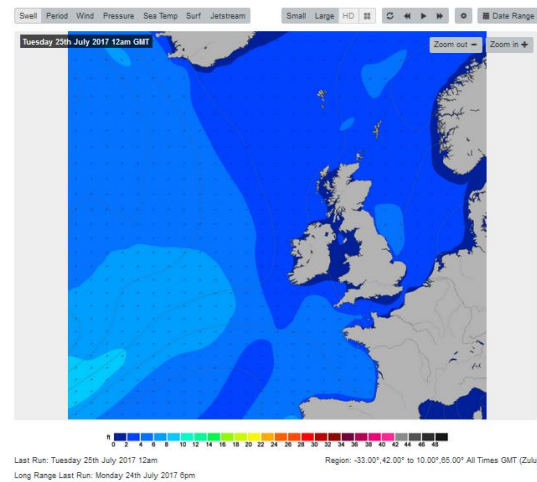 Swell Period Wind Pressure Sea Temp Surf Jetstream Small Large HD Date Range
Tuesday 25th July 2017 12am GMT Zoom out − Zoom in +
ft
0 2 4 6 8 10 12 14 16 18 20 22 24 26 28 30 32 34 36 38 40 42 44 46 48
Last Run: Tuesday 25th July 2017 12am Region: -33.00°,42.00° to 10.00°,65.00° All Times GMT (Zulu
Long Range Last Run: Monday 24th July 2017 6pm